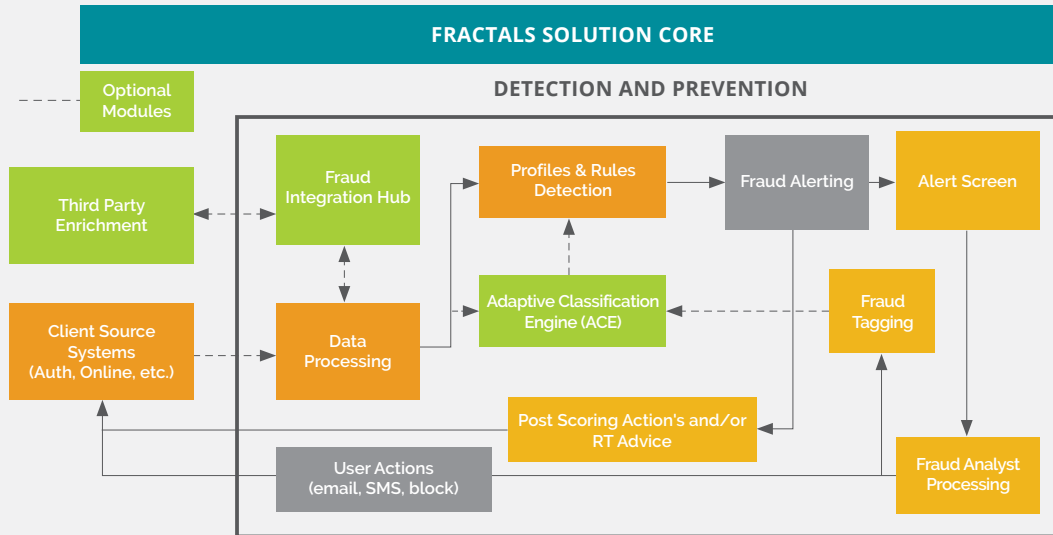 FRACTALS SOLUTION CORE
Optional
Modules
DETECTION AND PREVENTION
Third Party
Enrichment
Fraud
Integration Hub
Profiles & Rules
Detection
Fraud Alerting
Alert Screen
Client Source
Systems
(Auth, Online, etc.)
Data
Processing
Adaptive Classification
Engine (ACE)
Fraud
Tagging
Post Scoring Action's and/or
RT Advice
User Actions
(email, SMS, block)
Fraud Analyst
Processing